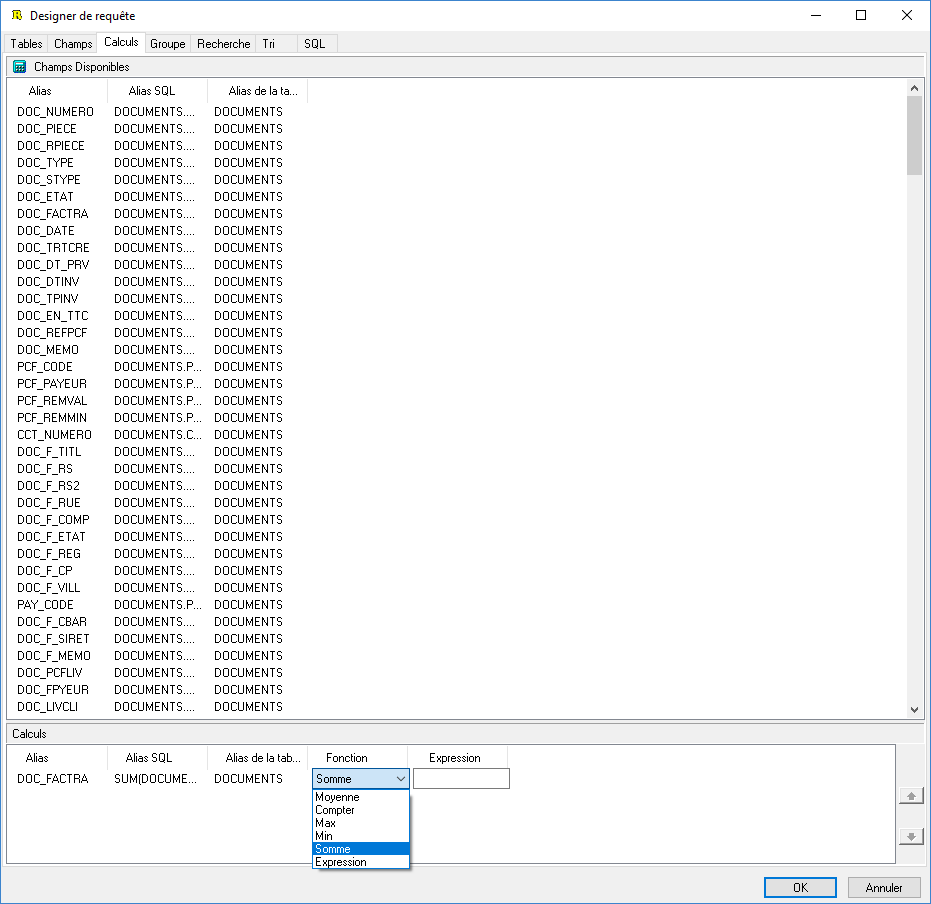 Designer de requête
Tables Champs Calculs Groupe Recherche Tri SQL
Champs Disponibles
Alias Alias SQL Alias de la ta...
DOC_NUMERO DOCUMENTS.... DOCUMENTS
DOC_PIECE DOCUMENTS.... DOCUMENTS
DOC_RPIECE DOCUMENTS.... DOCUMENTS
DOC_TYPE DOCUMENTS.... DOCUMENTS
DOC_STYPE DOCUMENTS.... DOCUMENTS
DOC_ETAT DOCUMENTS.... DOCUMENTS
DOC_FACTRA DOCUMENTS.... DOCUMENTS
DOC_DATE DOCUMENTS.... DOCUMENTS
DOC_TRTCRE DOCUMENTS.... DOCUMENTS
DOC_DT_PRV DOCUMENTS.... DOCUMENTS
DOC_DTINV DOCUMENTS.... DOCUMENTS
DOC_TPINV DOCUMENTS.... DOCUMENTS
DOC_EN_TTC DOCUMENTS.... DOCUMENTS
DOC_REFPCF DOCUMENTS.... DOCUMENTS
DOC_MEMO DOCUMENTS.... DOCUMENTS
PCF_CODE DOCUMENTS.P... DOCUMENTS
PCF_PAYEUR DOCUMENTS.P... DOCUMENTS
PCF_REMVAL DOCUMENTS.P... DOCUMENTS
PCF_REMMIN DOCUMENTS.P... DOCUMENTS
CCT_NUMERO DOCUMENTS.C... DOCUMENTS
DOC_F_TITL DOCUMENTS.... DOCUMENTS
DOC_F_RS DOCUMENTS.... DOCUMENTS
DOC_F_RS2 DOCUMENTS.... DOCUMENTS
DOC_F_RUE DOCUMENTS.... DOCUMENTS
DOC_F_COMP DOCUMENTS.... DOCUMENTS
DOC_F_ETAT DOCUMENTS.... DOCUMENTS
DOC_F_REG DOCUMENTS.... DOCUMENTS
DOC_F_CP DOCUMENTS.... DOCUMENTS
DOC_F_VILL DOCUMENTS.... DOCUMENTS
PAY_CODE DOCUMENTS.P... DOCUMENTS
DOC_F_CBAR DOCUMENTS.... DOCUMENTS
DOC_F_SIRET DOCUMENTS.... DOCUMENTS
DOC_F_MEMO DOCUMENTS.... DOCUMENTS
DOC_PCFLIV DOCUMENTS.... DOCUMENTS
DOC_FPYEUR DOCUMENTS.... DOCUMENTS
DOC_LIVCLI DOCUMENTS.... DOCUMENTS
Calculs
Alias Alias SQL Alias de la tab... Fonction Expression
DOC_FACTRA SUM(DOCUME... DOCUMENTS Somme
Moyenne
Compter
Max
Min
Somme
Expression
OK Annuler